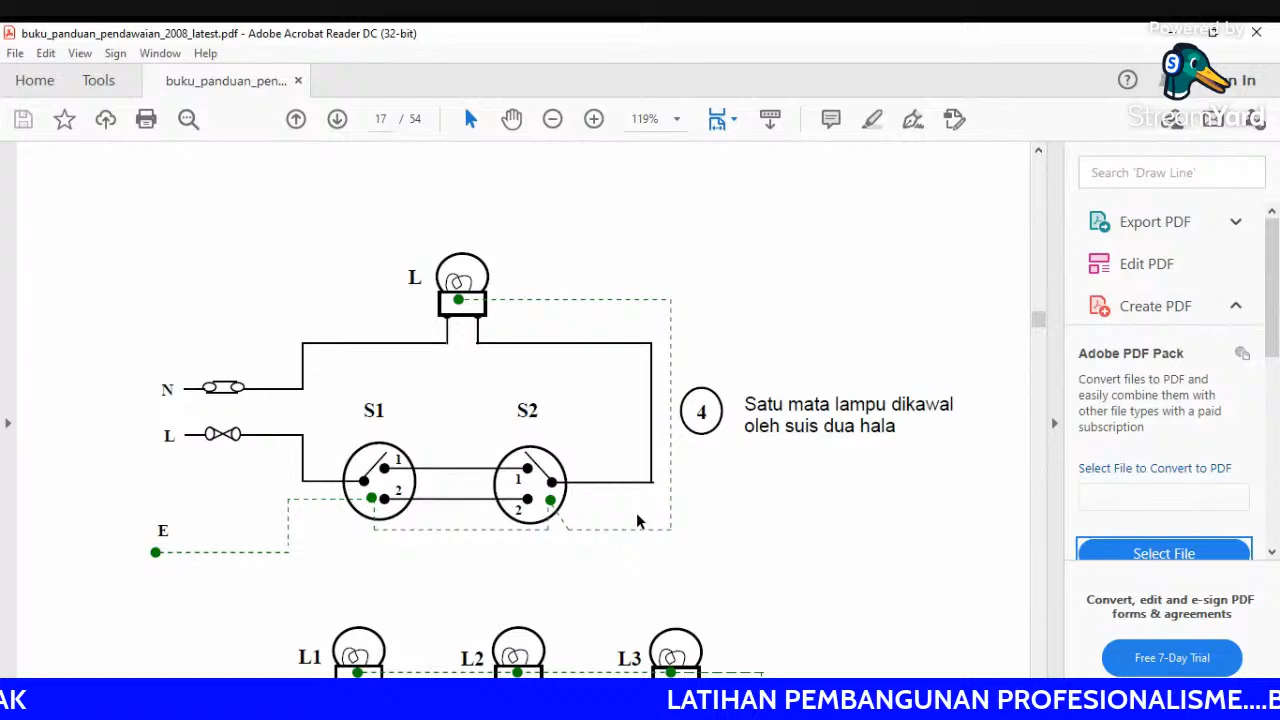 Powered by
buku_panduan_pendawaian_2008_latest.pdf - Adobe Acrobat Reader DC (32-bit)
File Edit View Sign Window Help
Home Tools buku_panduan_pen... × In
StreamYard
17 / 54 119%
Search 'Draw Line'
Export PDF
Edit PDF
Create PDF
Adobe PDF Pack
Convert files to PDF and
easily combine them with
other file types with a paid
subscription
Select File to Convert to PDF
Select File
Convert, edit and e-sign PDF
forms & agreements
Free 7-Day Trial
L
N
S1 S2
L
1
1
2
2
E
4
Satu mata lampu dikawal
oleh suis dua hala
L1 L2 L3
AK LATIHAN PEMBANGUNAN PROFESIONALISME....B